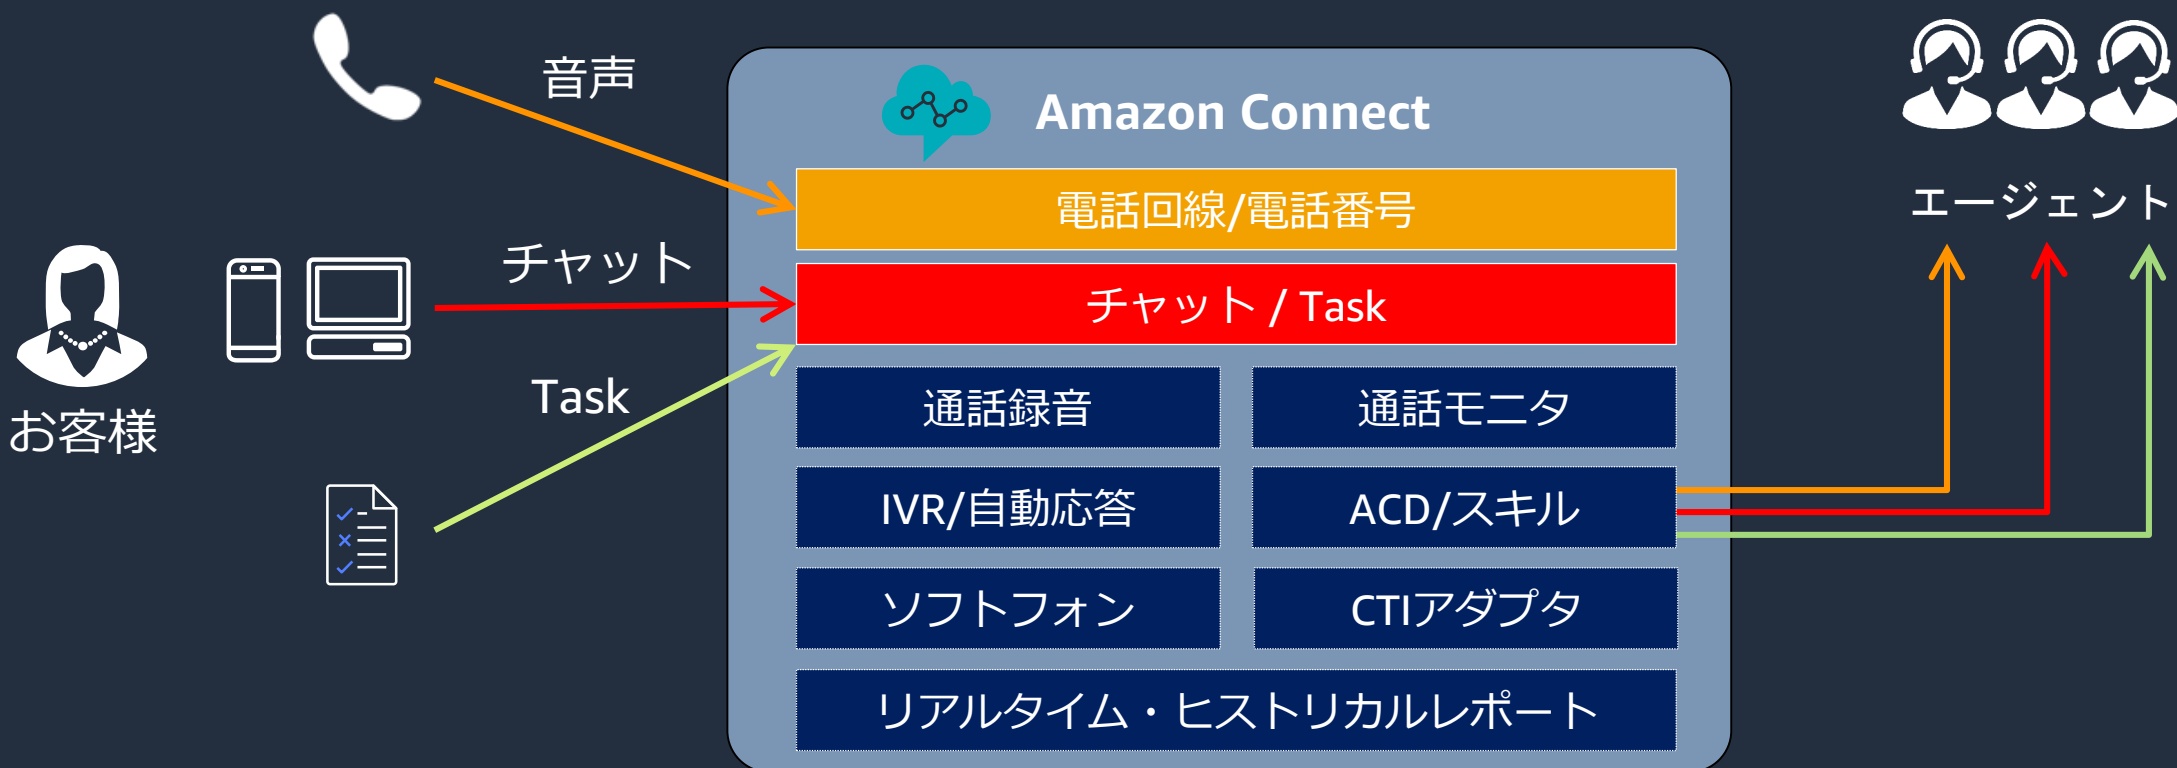 音声
Amazon Connect
電話回線/電話番号
エージェント
チャット
チャット / Task
Task
お客様
通話録音
通話モニタ
IVR/自動応答
ACD/スキル
ソフトフォン
CTIアダプタ
リアルタイム・ヒストリカルレポート